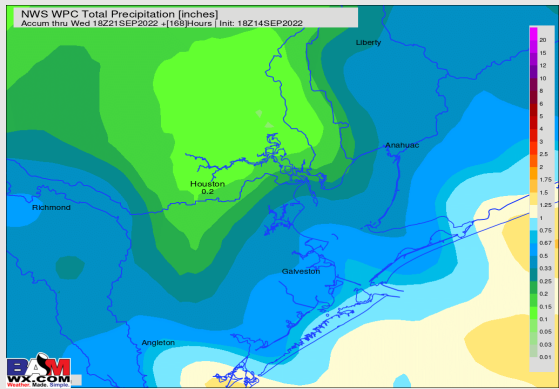 NWS WPC Total Precipitation [inches]
Accum thru Wed 18Z21SEP2022 +[168]Hours | Init: 18Z14SEP2022
Liberty
20
15
12
10
8
6
5
4
3
2.5
2
1.75
1.5
1.25
1
0.75
0.67
0.5
0.33
0.25
0.2
0.15
0.1
0.05
0.03
0.01
Anahuac
Houston
0.2
Richmond
Galveston
Angleton
BAM
WX.COM
Weather. Made. Simple.